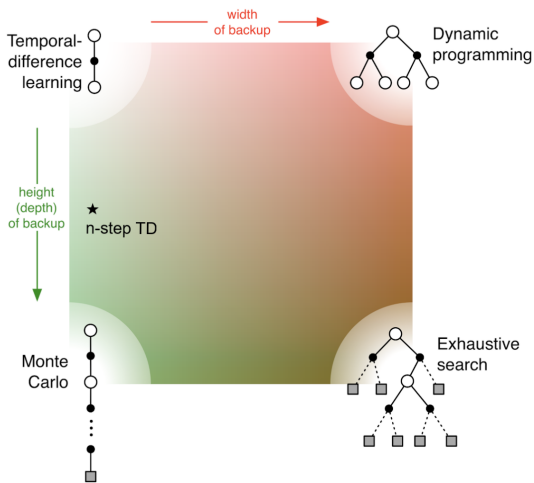 width
of backup
Temporal-
difference
learning
Dynamic
programming
height
(depth)
of backup
n-step TD
Monte
Carlo
Exhaustive
search